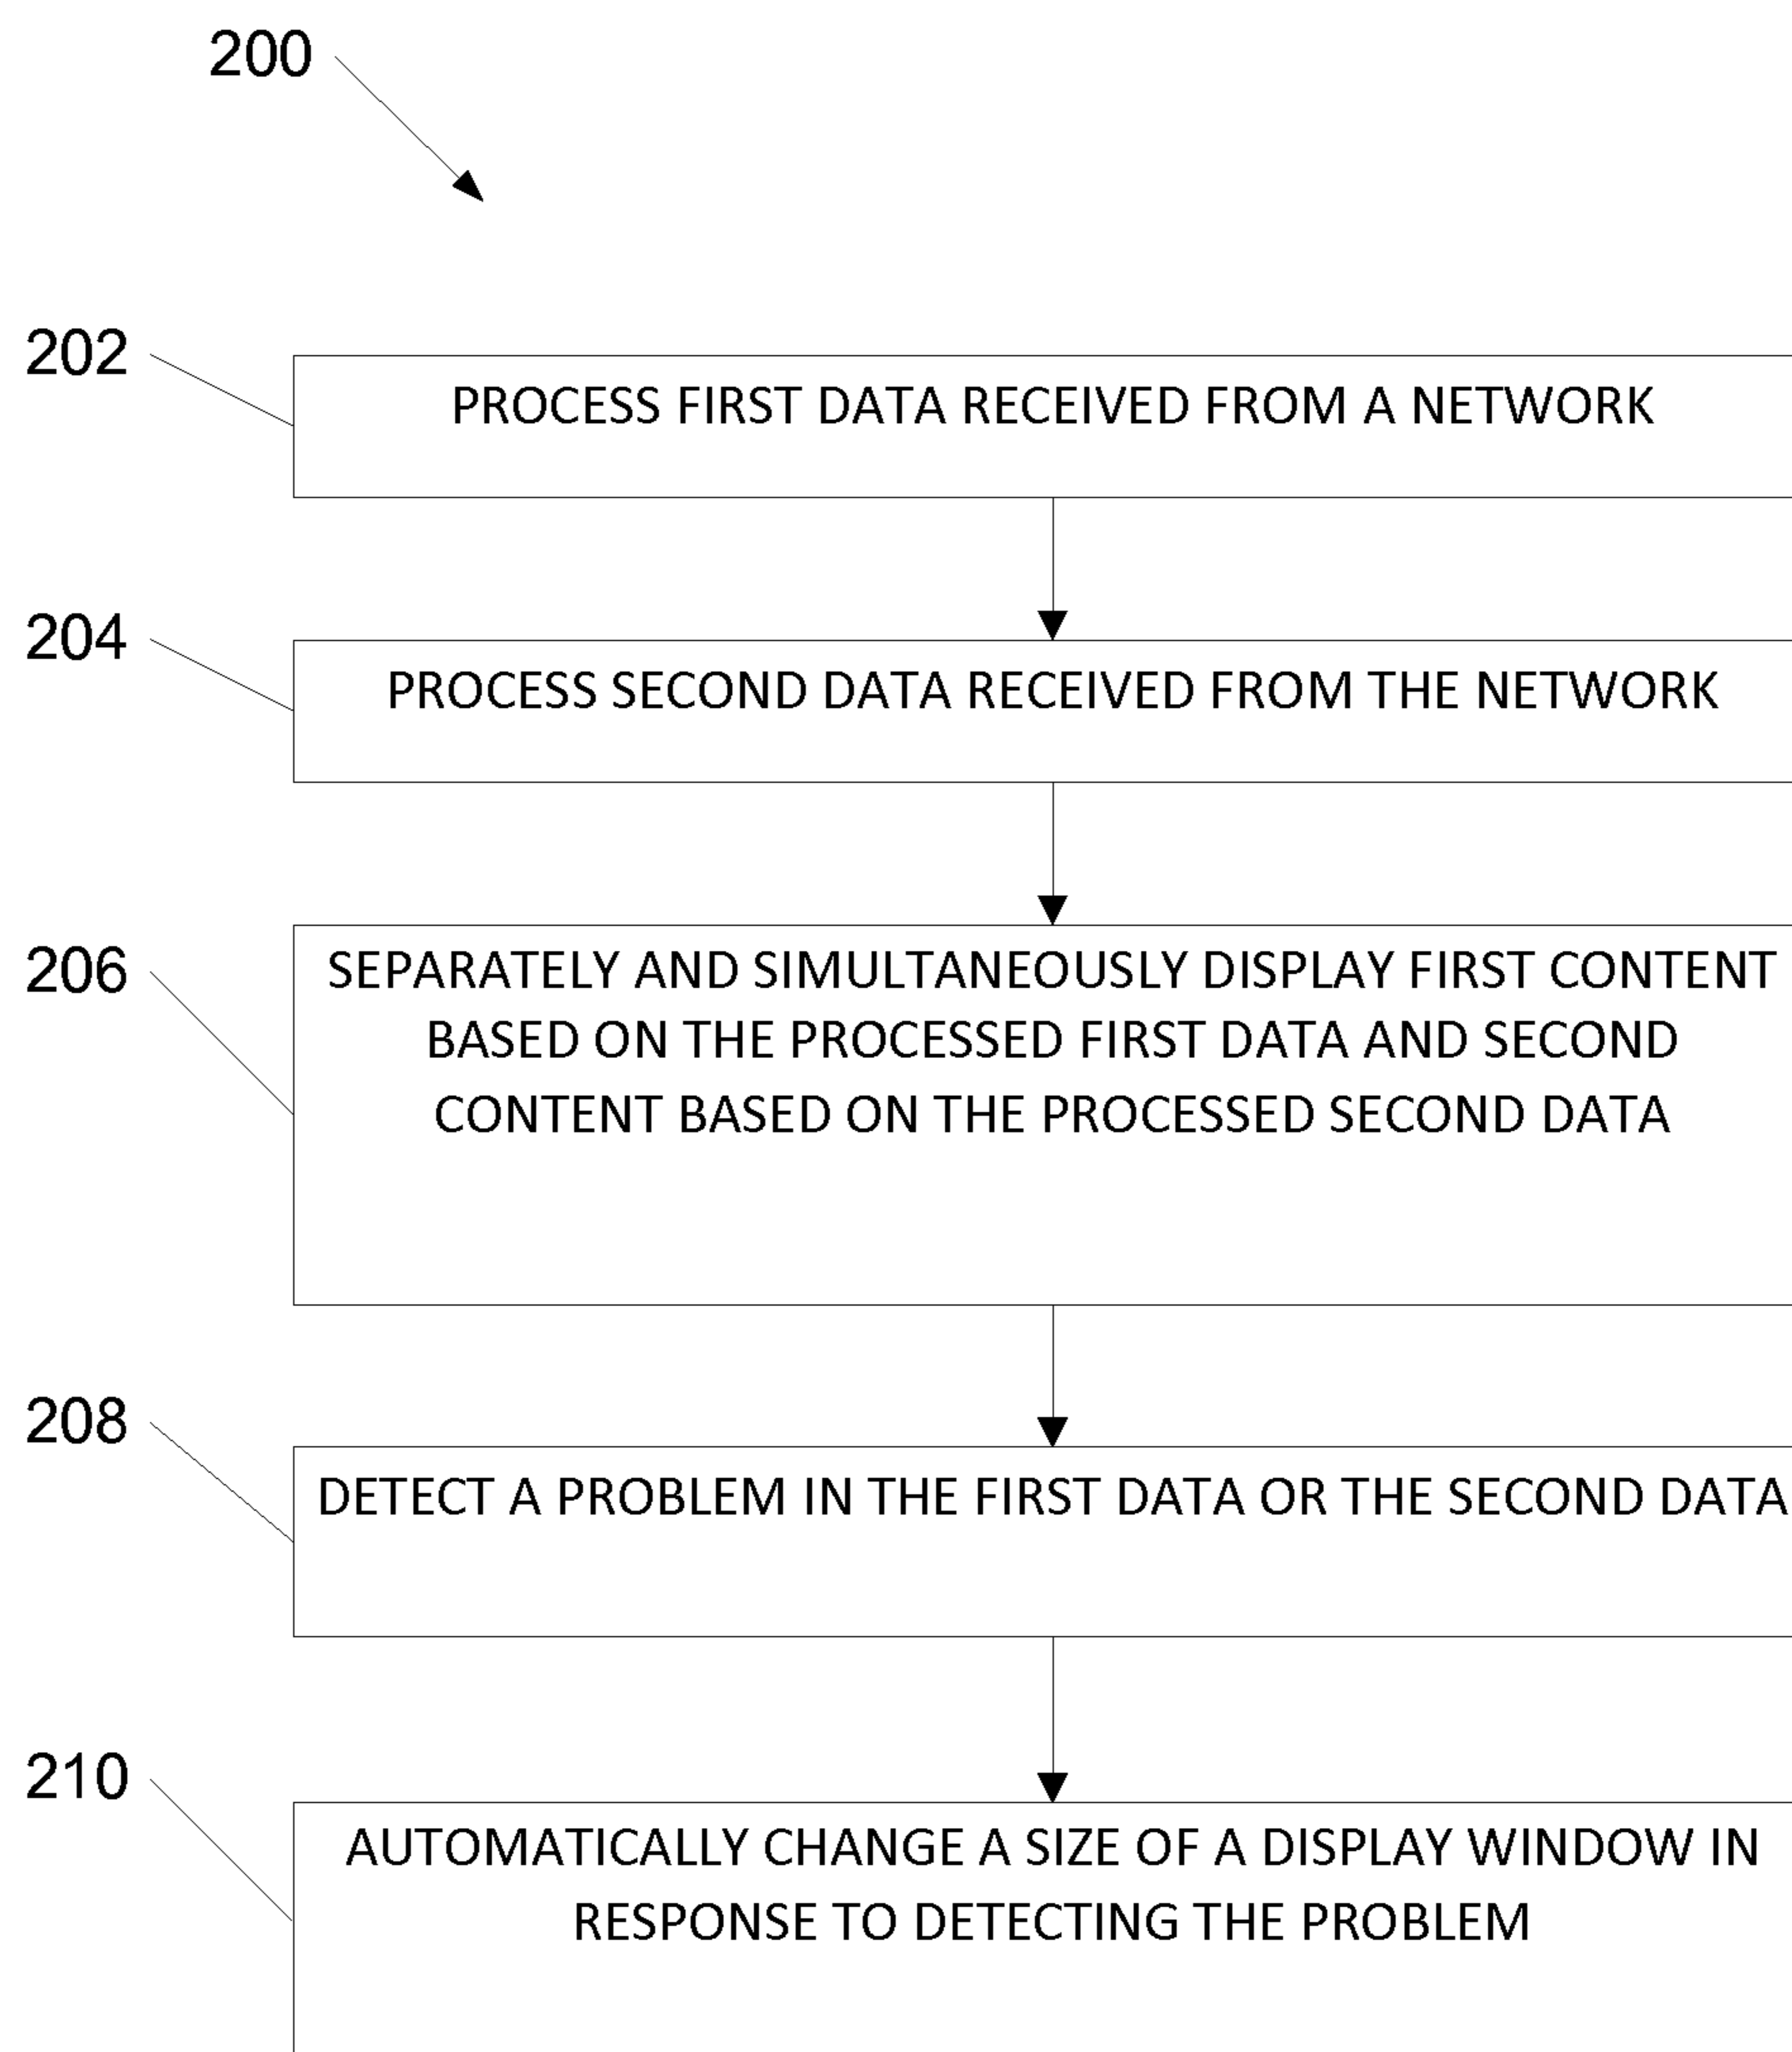 200
202
PROCESS FIRST DATA RECEIVED FROM A NETWORK
204
PROCESS SECOND DATA RECEIVED FROM THE NETWORK
206
SEPARATELY AND SIMULTANEOUSLY DISPLAY FIRST CONTENT
BASED ON THE PROCESSED FIRST DATA AND SECOND
CONTENT BASED ON THE PROCESSED SECOND DATA
208
DETECT A PROBLEM IN THE FIRST DATA OR THE SECOND DATA
210
AUTOMATICALLY CHANGE A SIZE OF A DISPLAY WINDOW IN
RESPONSE TO DETECTING THE PROBLEM